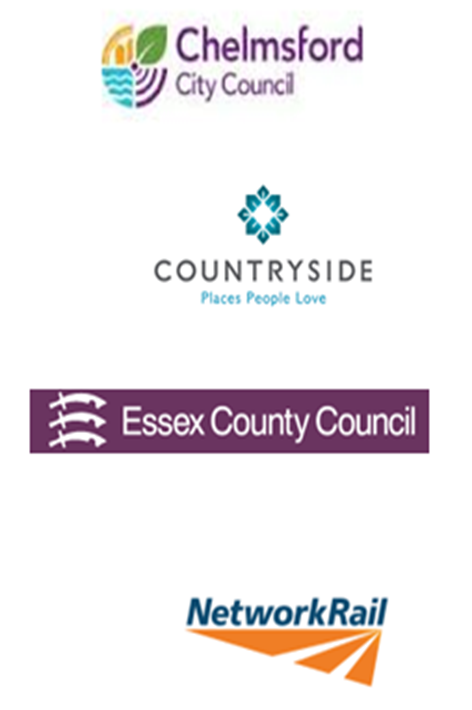 Chelmsford
City Council
COUNTRYSIDE
Places People Love
Essex County Council
NetworkRail